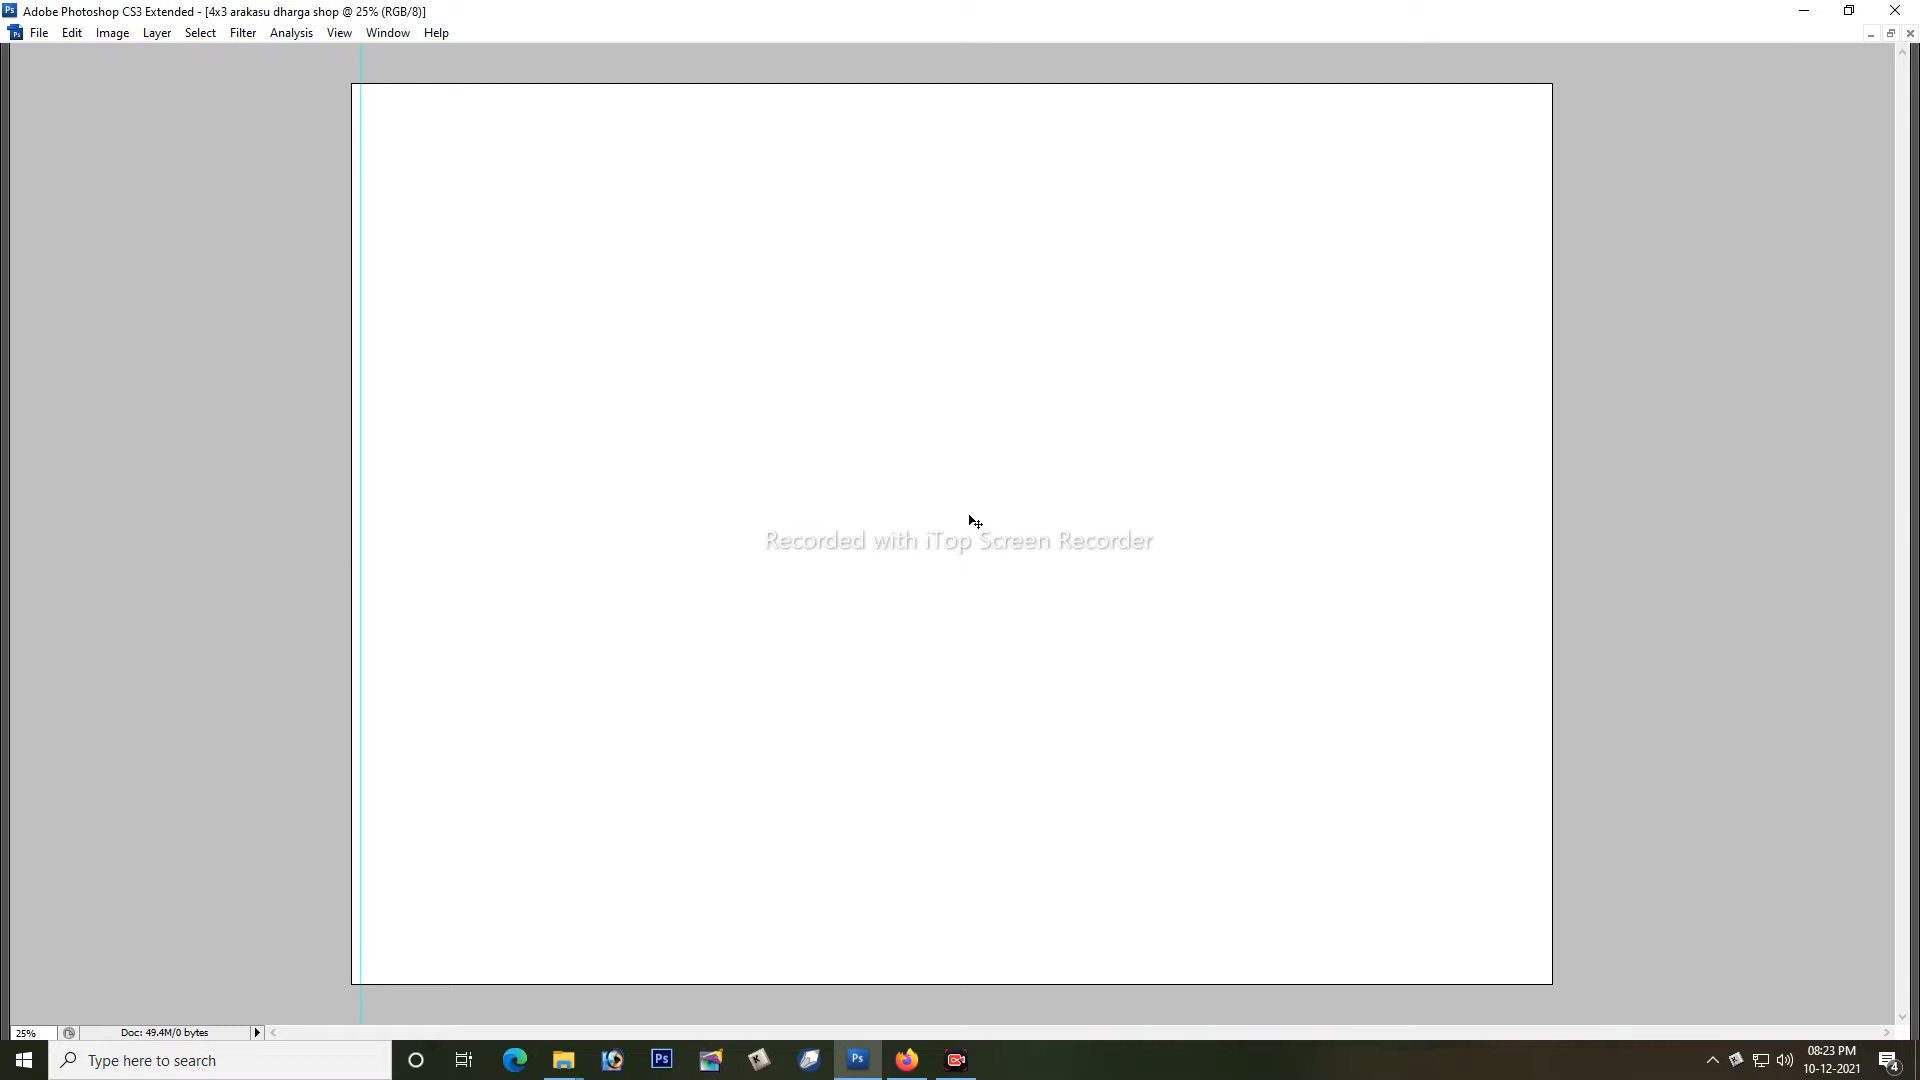 Adobe Photoshop CS3 Extended - [4x3 arakasu dharga shop @ 25% (RGB/8)]
File Edit Image Layer Select Filter Analysis View Window Help
Recorded with iTop Screen Recorder
25% Doc: 49.4M/0 bytes
Type here to search
08:23 PM
10-12-2021
4